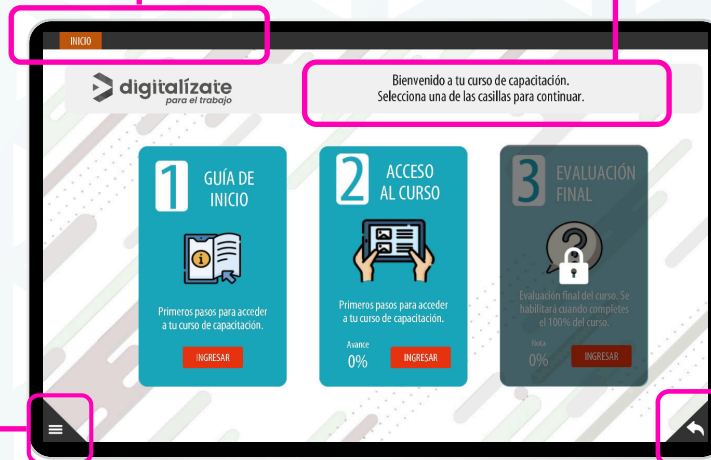 INICIO
digitalízate
para el trabajo
Bienvenido a tu curso de capacitación.
Selecciona una de las casillas para continuar.
1
GUÍA DE
INICIO
Primeros pasos para acceder
a tu curso de capacitación.
INGRESAR
2
ACCESO
AL CURSO
Primeros pasos para acceder
a tu curso de capacitación.
Avance
0%
INGRESAR
3
EVALUACIÓN
FINAL
Evaluación final del curso. Se
habilitará cuando completes
el 100% del curso.
Nota
0%
INGRESAR